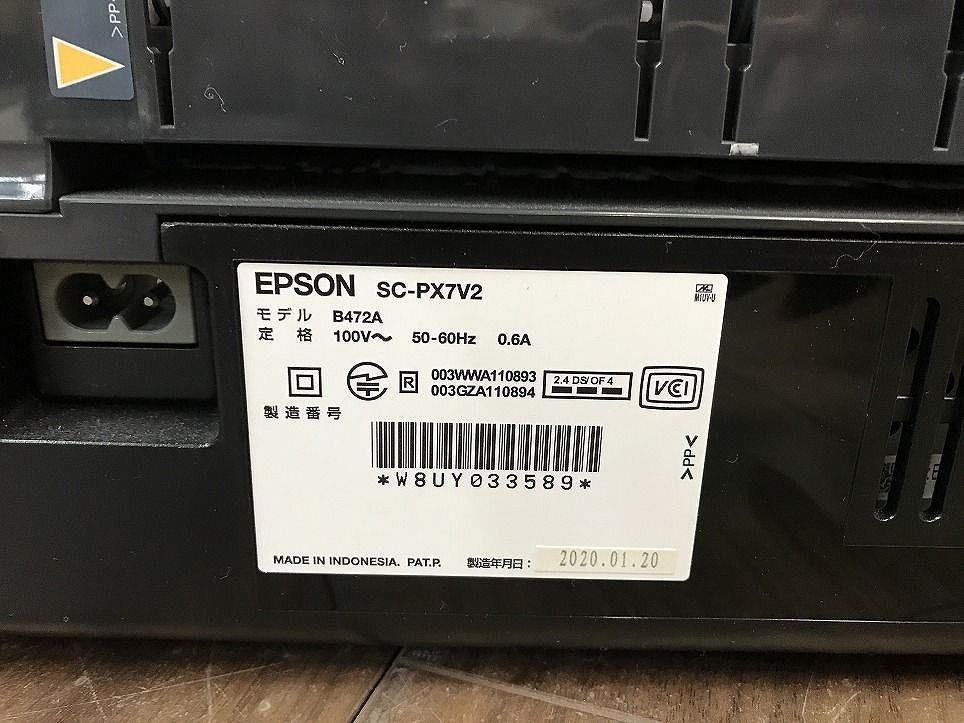 >PP
EPSON SC-PX7V2
モデル B472A
定格 100V～ 50-60Hz 0.6A
R 003WWA110893
003GZA110894
2.4 DS/OF 4
VCI
製造番号
*W8UY033589*
>PP<
MADE IN INDONESIA. PAT.P. 製造年月日: 2020.01.20